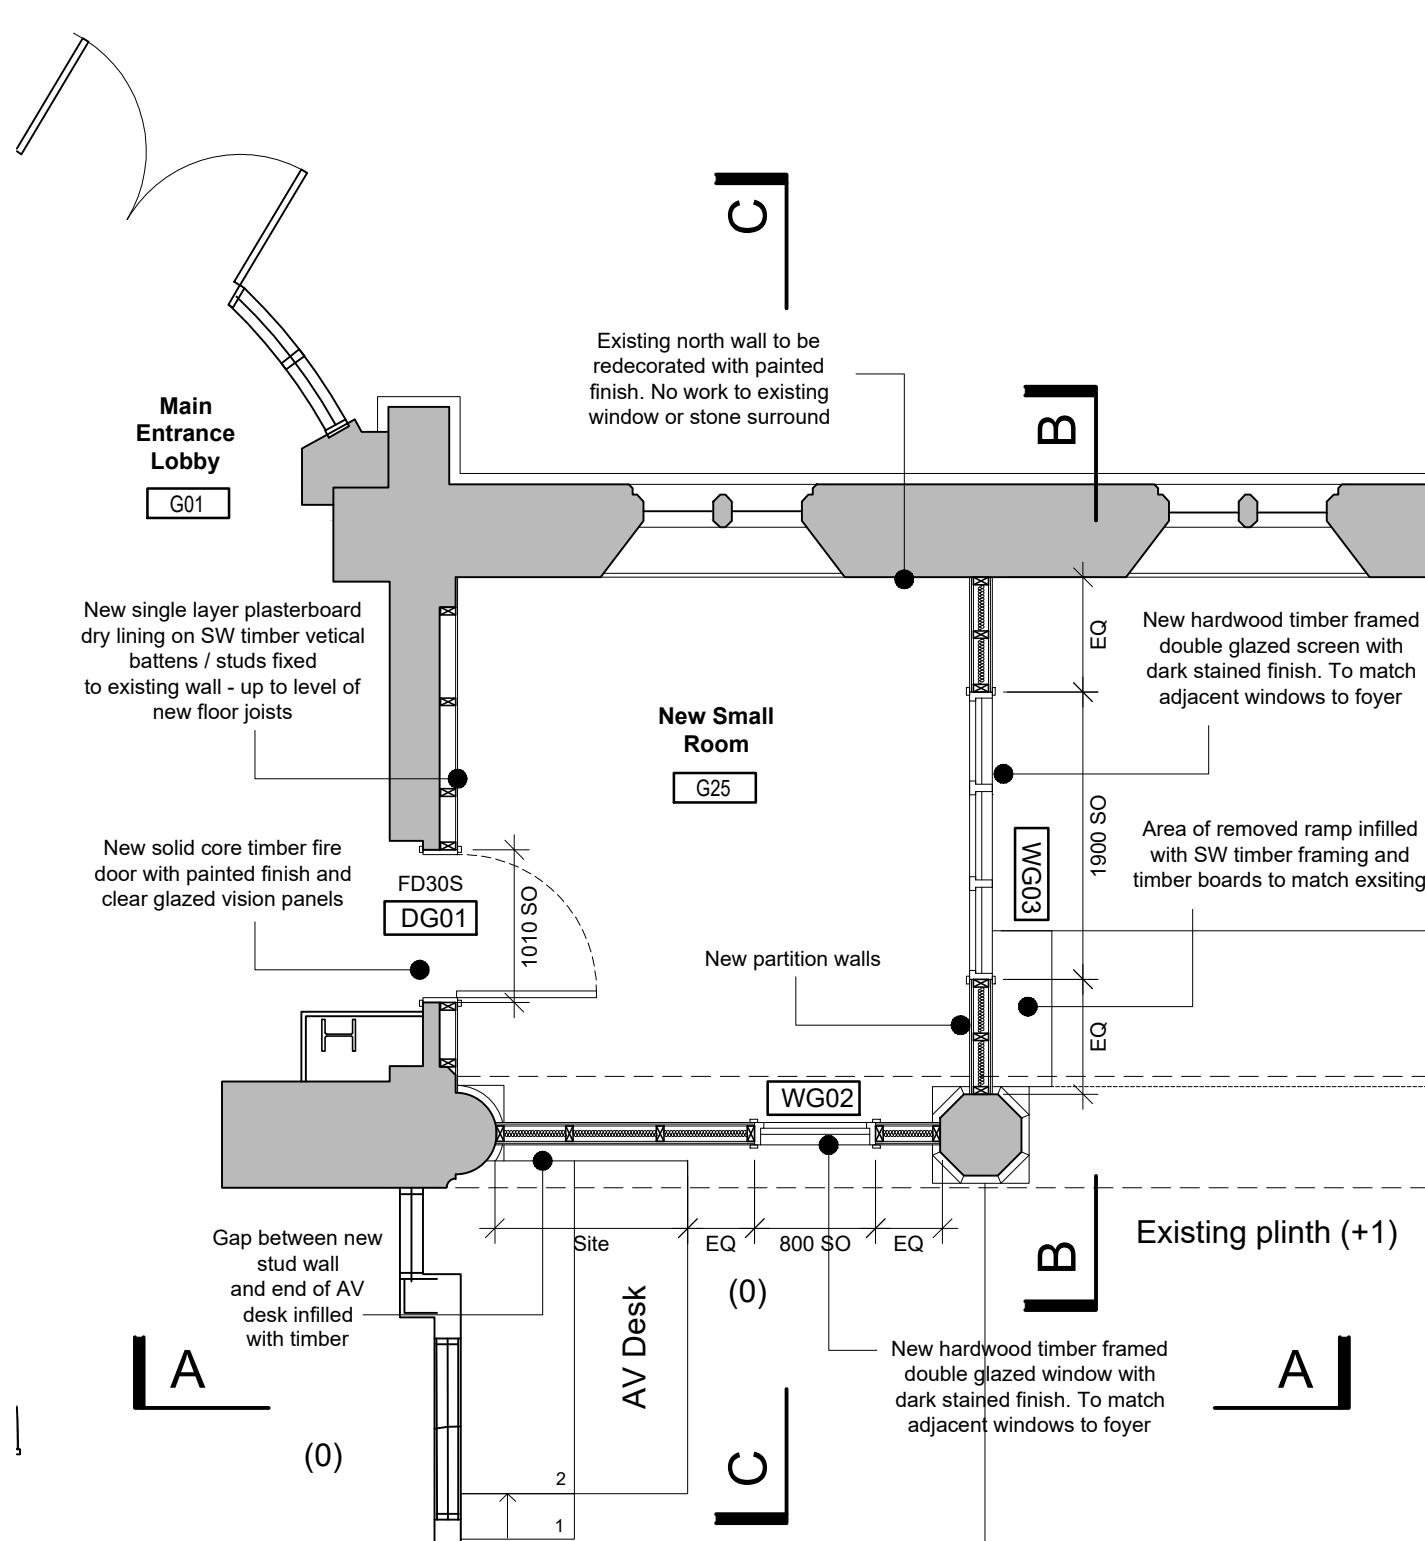 C
Existing north wall to be
redecorated with painted
finish. No work to existing
window or stone surround
B
Main
Entrance
Lobby
G01
New single layer plasterboard
dry lining on SW timber vetical
battens / studs fixed
to existing wall - up to level of
new floor joists
EQ
New hardwood timber framed
double glazed screen with
dark stained finish. To match
adjacent windows to foyer
New Small
Room
G25
1900 SO
WG03
Area of removed ramp infilled
with SW timber framing and
timber boards to match exsiting
New solid core timber fire
door with painted finish and
clear glazed vision panels
FD30S
DG01
1010 SO
New partition walls
EQ
WG02
Gap between new
stud wall
and end of AV
desk infilled
with timber
Site
EQ
800 SO
EQ
(0)
AV Desk
B
Existing plinth (+1)
New hardwood timber framed
double glazed window with
dark stained finish. To match
adjacent windows to foyer
A
A
(0)
C
2
1